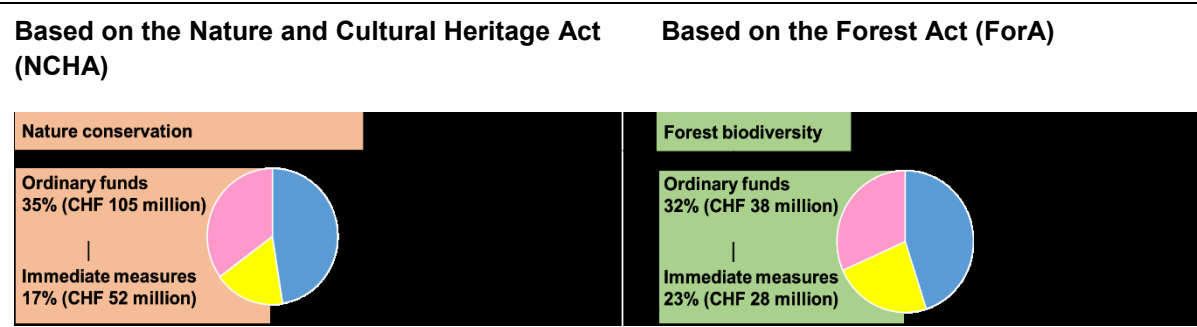 Based on the Nature and Cultural Heritage Act
(NCHA)
Based on the Forest Act (ForA)
Nature conservation
Ordinary funds
35% (CHF 105 million)
Immediate measures
17% (CHF 52 million)
Forest biodiversity
Ordinary funds
32% (CHF 38 million)
Immediate measures
23% (CHF 28 million)